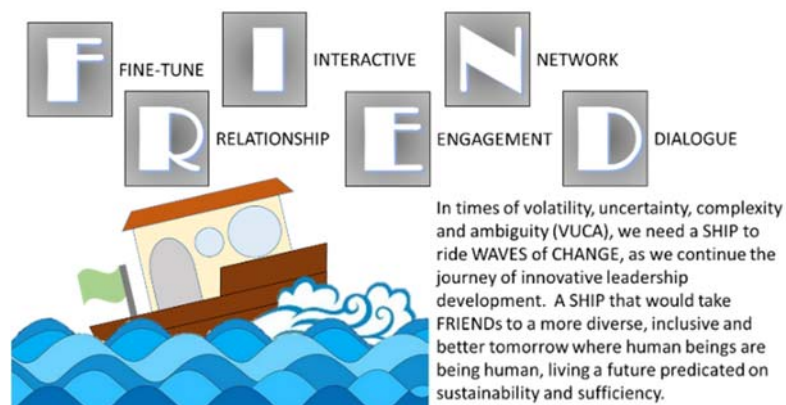 F FINE-TUNE I INTERACTIVE N NETWORK
R RELATIONSHIP E ENGAGEMENT D DIALOGUE
In times of volatility, uncertainty, complexity
and ambiguity (VUCA), we need a SHIP to
ride WAVES of CHANGE, as we continue the
journey of innovative leadership
development.  A SHIP that would take
FRIENDs to a more diverse, inclusive and
better tomorrow where human beings are
being human, living a future predicated on
sustainability and sufficiency.